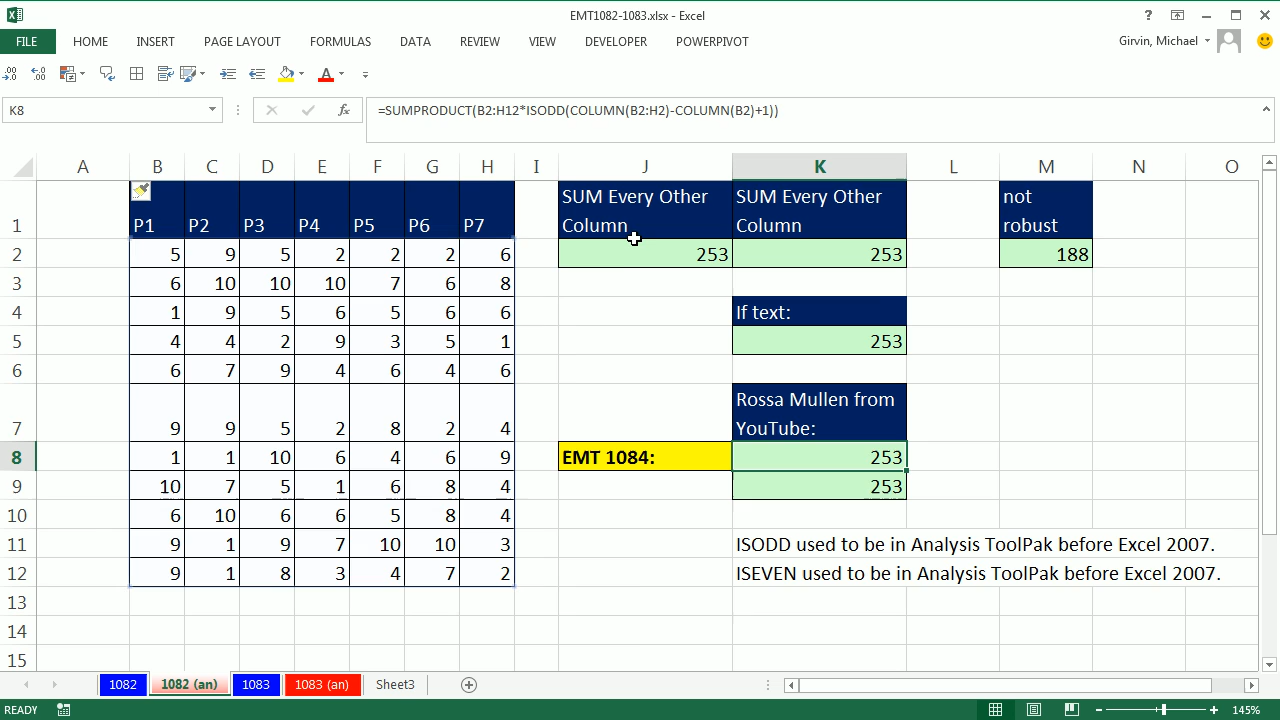 EMT1082-1083.xlsx - Excel
FILE HOME INSERT PAGE LAYOUT FORMULAS DATA REVIEW VIEW DEVELOPER POWERPIVOT Girvin, Michael
K8 =SUMPRODUCT(B2:H12*ISODD(COLUMN(B2:H2)-COLUMN(B2)+1))
A B C D E F G H I J K L M N O
SUM Every Other SUM Every Other not
1 P1 P2 P3 P4 P5 P6 P7 Column Column robust
2 5 9 5 2 2 2 6 253 253 188
3 6 10 10 10 7 6 8
4 1 9 5 6 5 6 6 If text:
5 4 4 2 9 3 5 1 253
6 6 7 9 4 6 4 6
Rossa Mullen from
7 9 9 5 2 8 2 4 YouTube:
8 1 1 10 6 4 6 9 EMT 1084: 253
9 10 7 5 1 6 8 4 253
10 6 10 6 6 5 8 4
11 9 1 9 7 10 10 3 ISODD used to be in Analysis ToolPak before Excel 2007.
12 9 1 8 3 4 7 2 ISEVEN used to be in Analysis ToolPak before Excel 2007.
13
14
15
1082 1082 (an) 1083 1083 (an) Sheet3
READY 145%